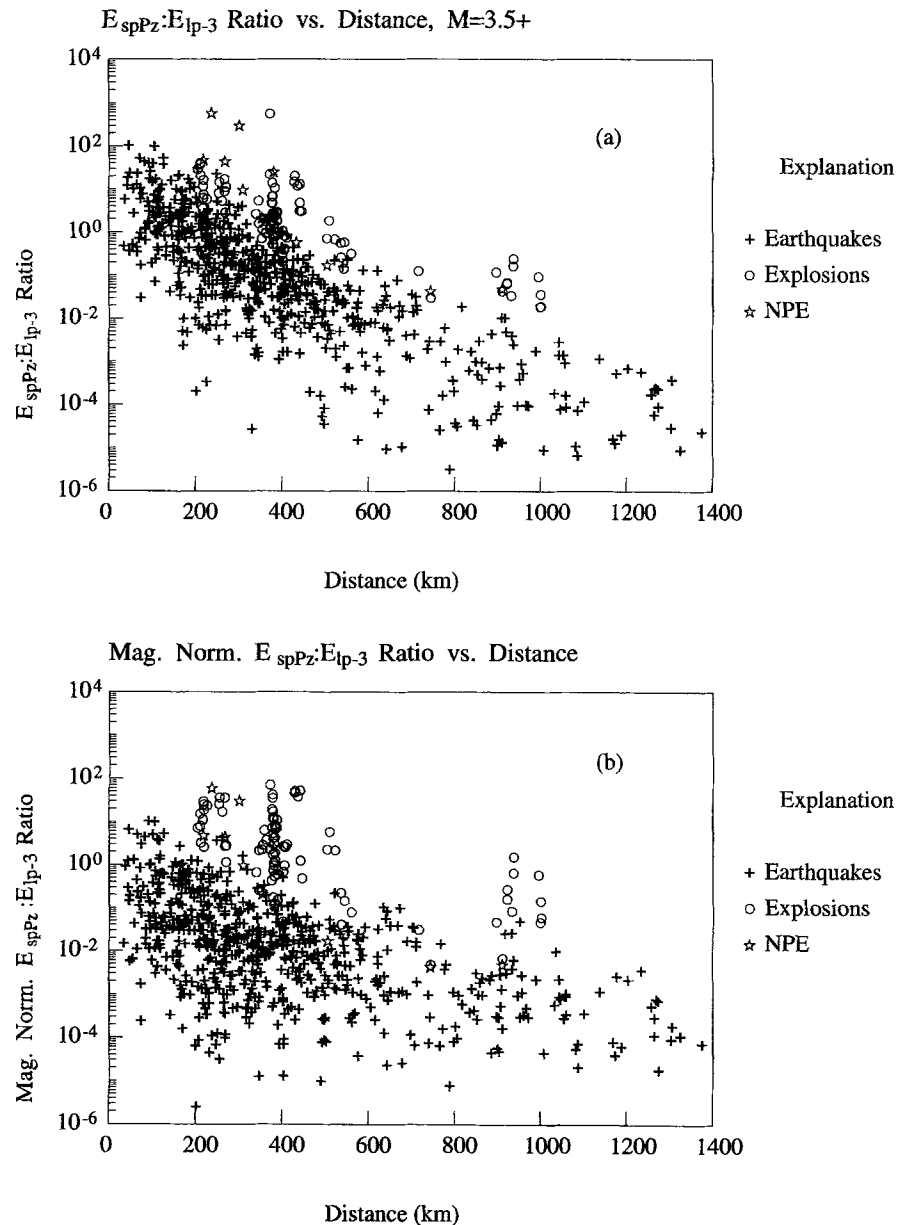 E_spPz:E_lp-3 Ratio vs. Distance, M=3.5+
10^4
10^2
10^0
10^-2
10^-4
10^-6
E_spPz:E_lp-3 Ratio
(a)
0 200 400 600 800 1000 1200 1400
Distance (km)
Explanation
+ Earthquakes
○ Explosions
☆ NPE
Mag. Norm. E_spPz:E_lp-3 Ratio vs. Distance
10^4
10^2
10^0
10^-2
10^-4
10^-6
Mag. Norm. E_spPz:E_lp-3 Ratio
(b)
0 200 400 600 800 1000 1200 1400
Distance (km)
Explanation
+ Earthquakes
○ Explosions
☆ NPE